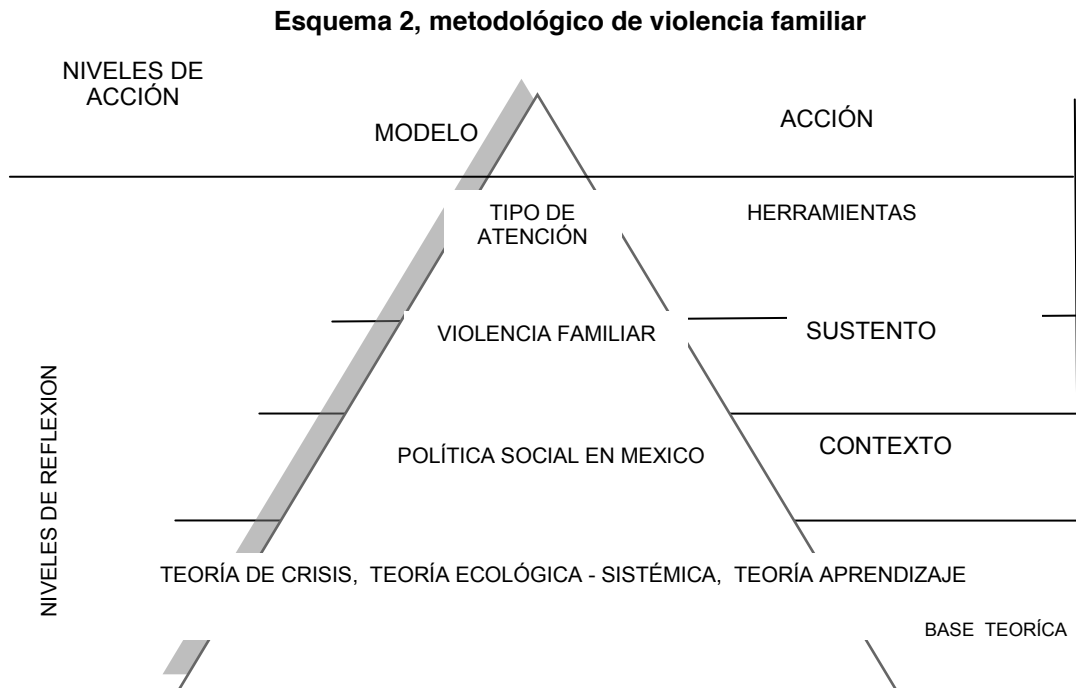 Esquema 2, metodológico de violencia familiar
NIVELES DE
ACCIÓN
MODELO
ACCIÓN
TIPO DE
ATENCIÓN
HERRAMIENTAS
VIOLENCIA FAMILIAR
SUSTENTO
NIVELES DE REFLEXION
POLÍTICA SOCIAL EN MEXICO
CONTEXTO
TEORÍA DE CRISIS, TEORÍA ECOLÓGICA - SISTÉMICA, TEORÍA APRENDIZAJE
BASE TEORÍCA